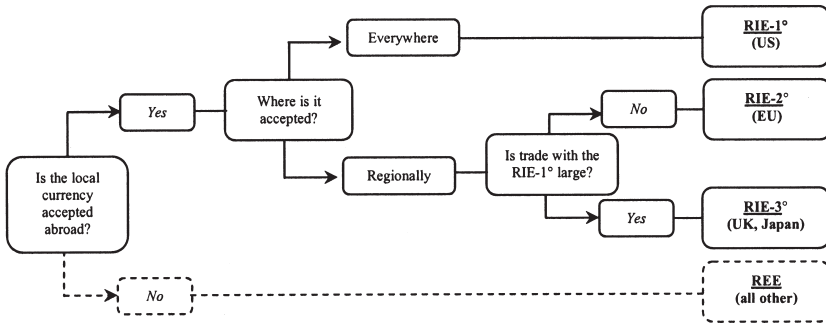 Everywhere
RIE-1°
(US)
Yes
Where is it
accepted?
No
RIE-2°
(EU)
Is the local
currency
accepted
abroad?
Regionally
Is trade with the
RIE-1° large?
Yes
RIE-3°
(UK, Japan)
No
REE
(all other)